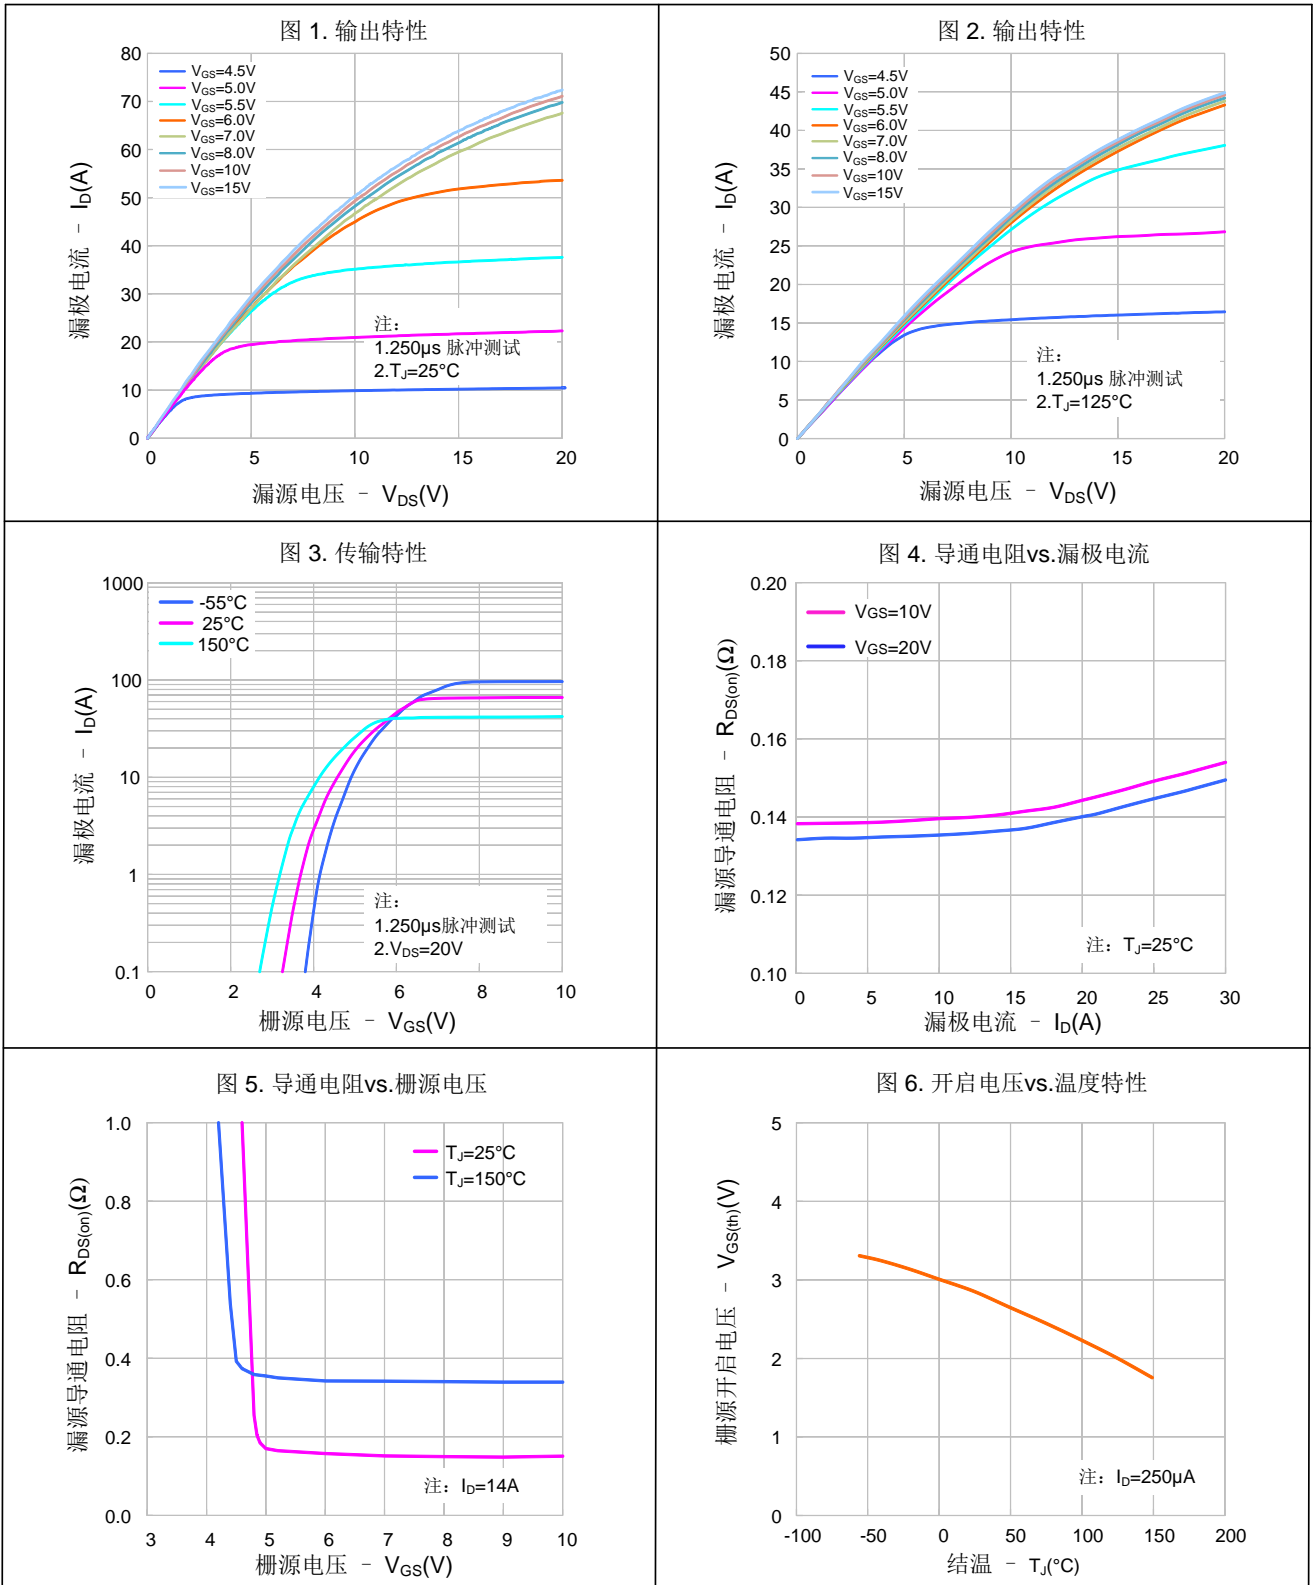 图 1. 输出特性
漏极电流 - ID(A)
80
70
60
50
40
30
20
10
0
VGS=4.5V
VGS=5.0V
VGS=5.5V
VGS=6.0V
VGS=7.0V
VGS=8.0V
VGS=10V
VGS=15V
注:
1.250µs 脉冲测试
2.TJ=25°C
0 5 10 15 20
漏源电压 - VDS(V)
图 2. 输出特性
漏极电流 - ID(A)
50
45
40
35
30
25
20
15
10
5
0
VGS=4.5V
VGS=5.0V
VGS=5.5V
VGS=6.0V
VGS=7.0V
VGS=8.0V
VGS=10V
VGS=15V
注:
1.250µs 脉冲测试
2.TJ=125°C
0 5 10 15 20
漏源电压 - VDS(V)
图 3. 传输特性
漏极电流 - ID(A)
1000
100
10
1
0.1
-55°C
25°C
150°C
注:
1.250µs脉冲测试
2.VDS=20V
0 2 4 6 8 10
栅源电压 - VGS(V)
图 4. 导通电阻vs.漏极电流
漏源导通电阻 - RDS(on)(Ω)
0.20
0.18
0.16
0.14
0.12
0.10
VGS=10V
VGS=20V
注: TJ=25°C
0 5 10 15 20 25 30
漏极电流 - ID(A)
图 5. 导通电阻vs.栅源电压
漏源导通电阻 - RDS(on)(Ω)
1.0
0.8
0.6
0.4
0.2
0.0
TJ=25°C
TJ=150°C
注: ID=14A
3 4 5 6 7 8 9 10
栅源电压 - VGS(V)
图 6. 开启电压vs.温度特性
栅源开启电压 - VGS(th)(V)
5
4
3
2
1
0
注: ID=250µA
-100 -50 0 50 100 150 200
结温 - TJ(°C)